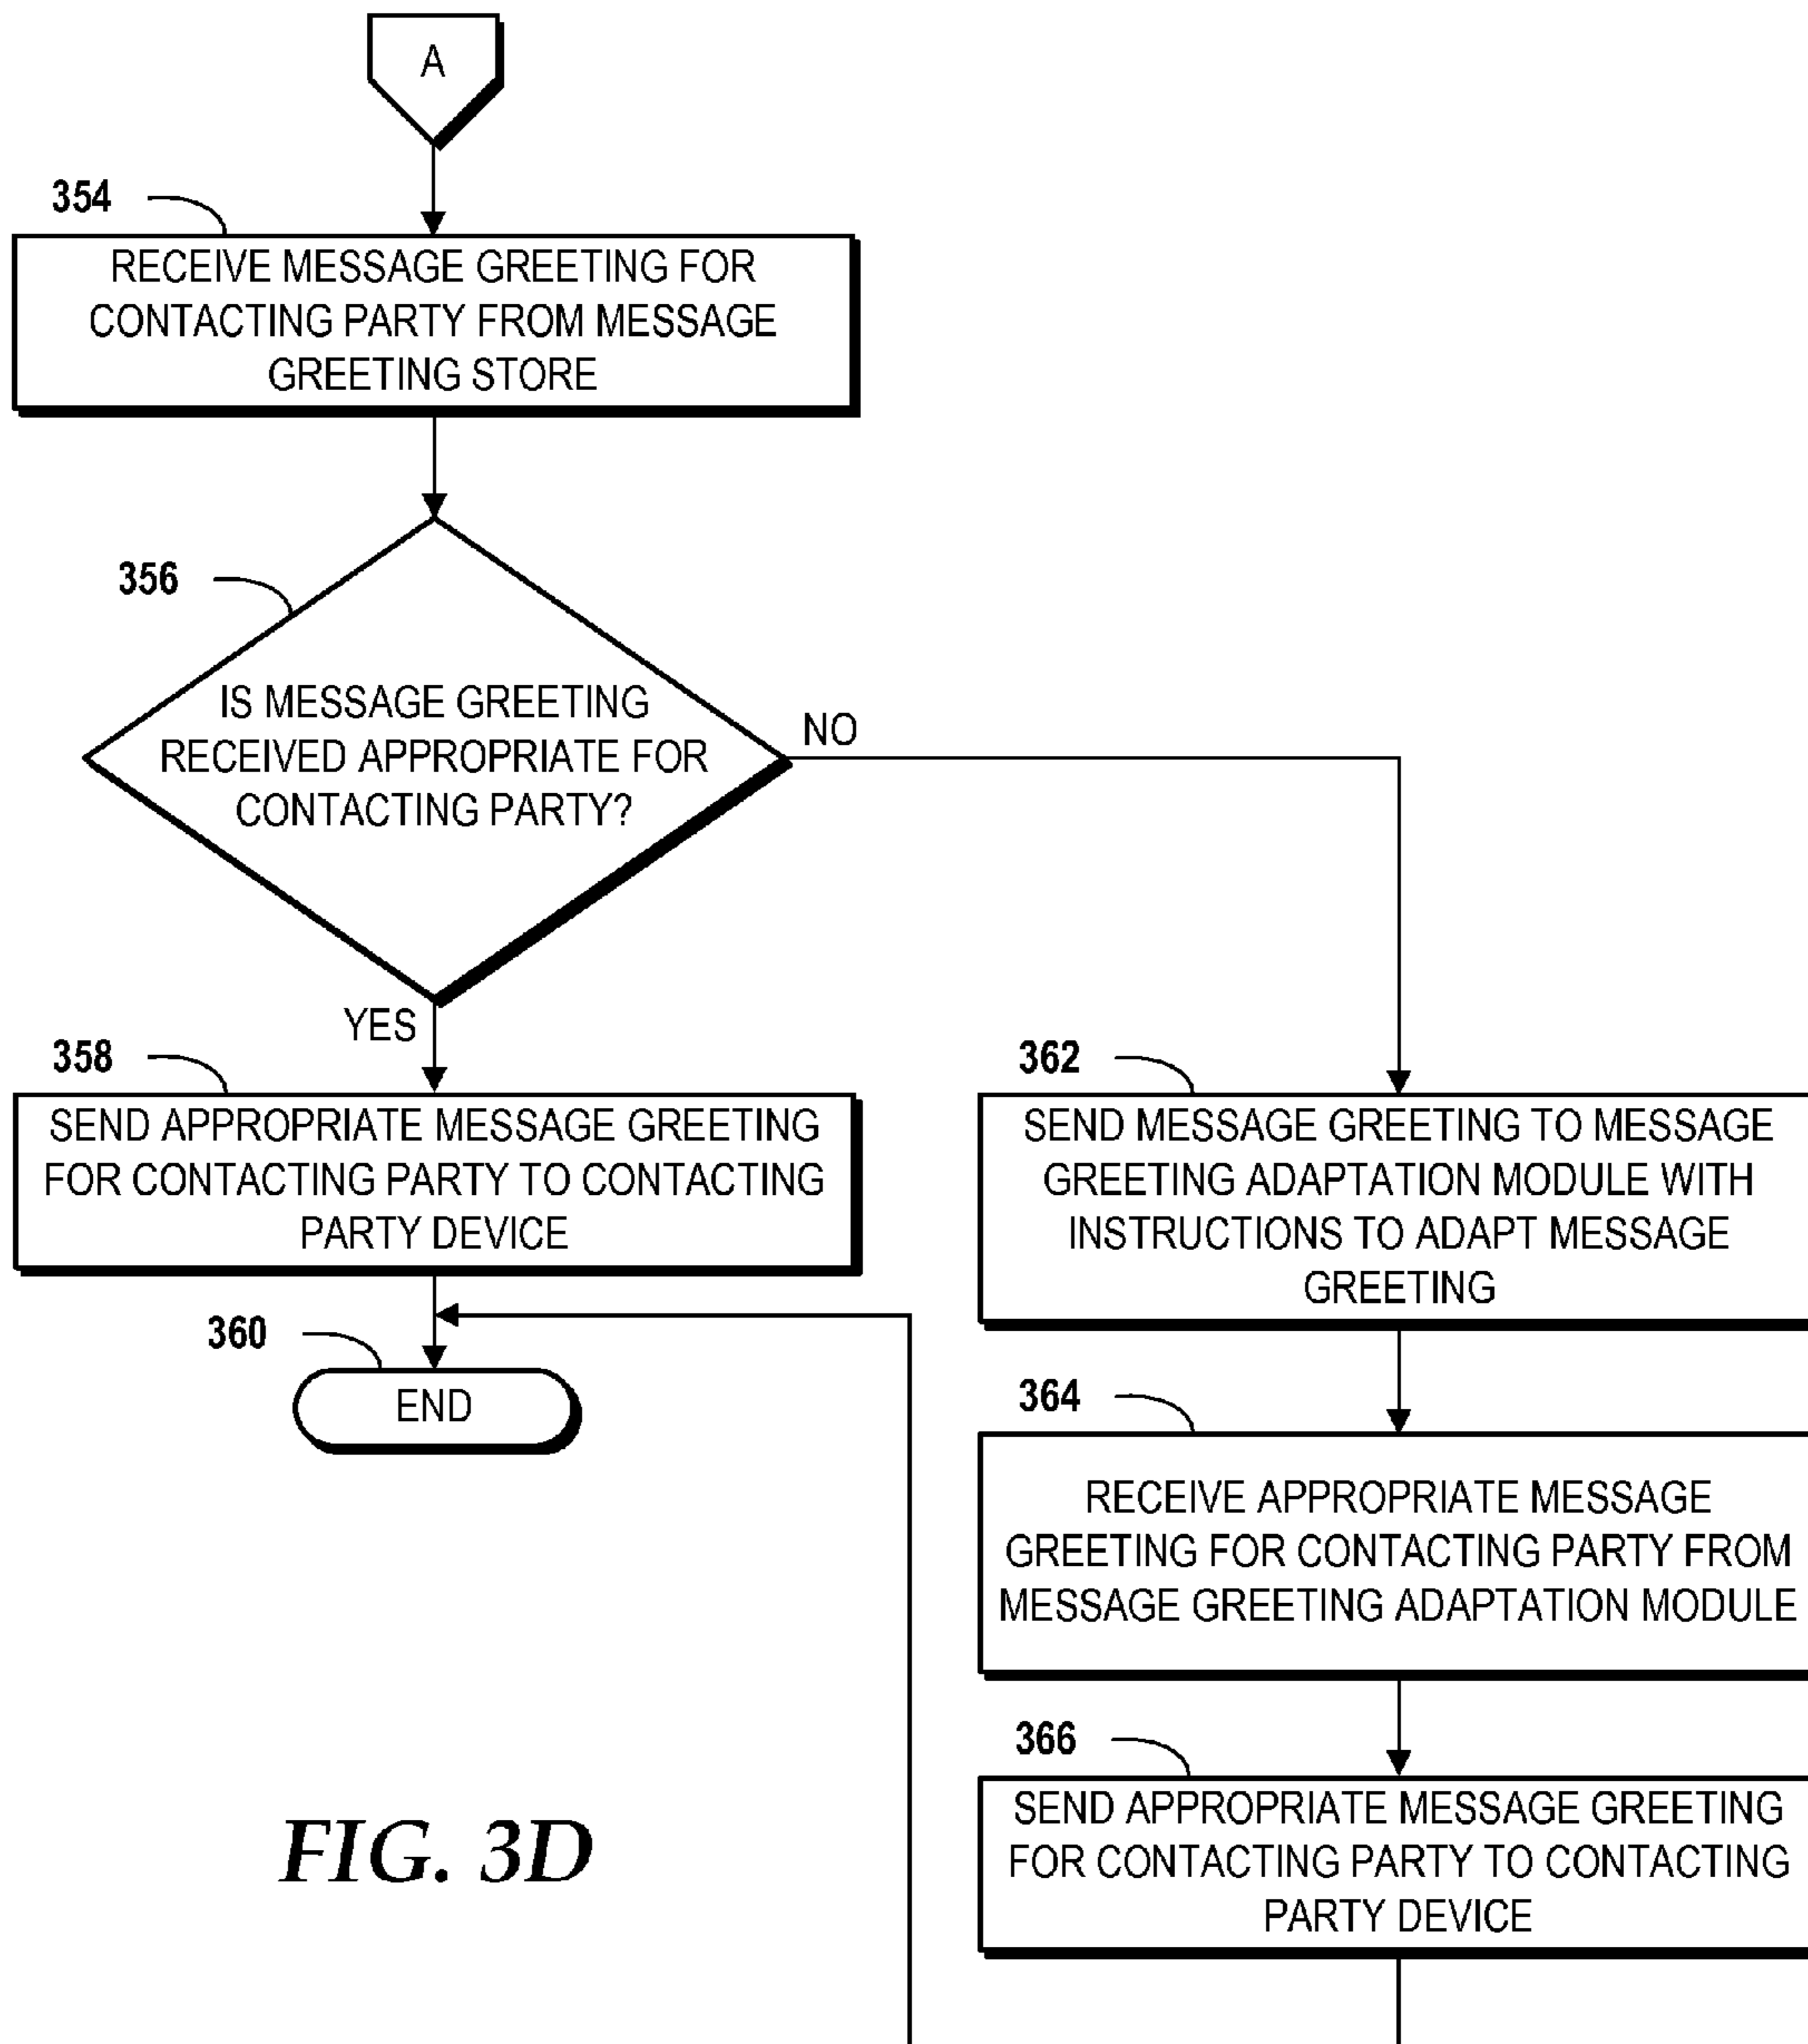 A
354
RECEIVE MESSAGE GREETING FOR
CONTACTING PARTY FROM MESSAGE
GREETING STORE
356
IS MESSAGE GREETING
RECEIVED APPROPRIATE FOR
CONTACTING PARTY?
NO
YES
358
SEND APPROPRIATE MESSAGE GREETING
FOR CONTACTING PARTY TO CONTACTING
PARTY DEVICE
360
END
362
SEND MESSAGE GREETING TO MESSAGE
GREETING ADAPTATION MODULE WITH
INSTRUCTIONS TO ADAPT MESSAGE
GREETING
364
RECEIVE APPROPRIATE MESSAGE
GREETING FOR CONTACTING PARTY FROM
MESSAGE GREETING ADAPTATION MODULE
366
SEND APPROPRIATE MESSAGE GREETING
FOR CONTACTING PARTY TO CONTACTING
PARTY DEVICE
FIG. 3D